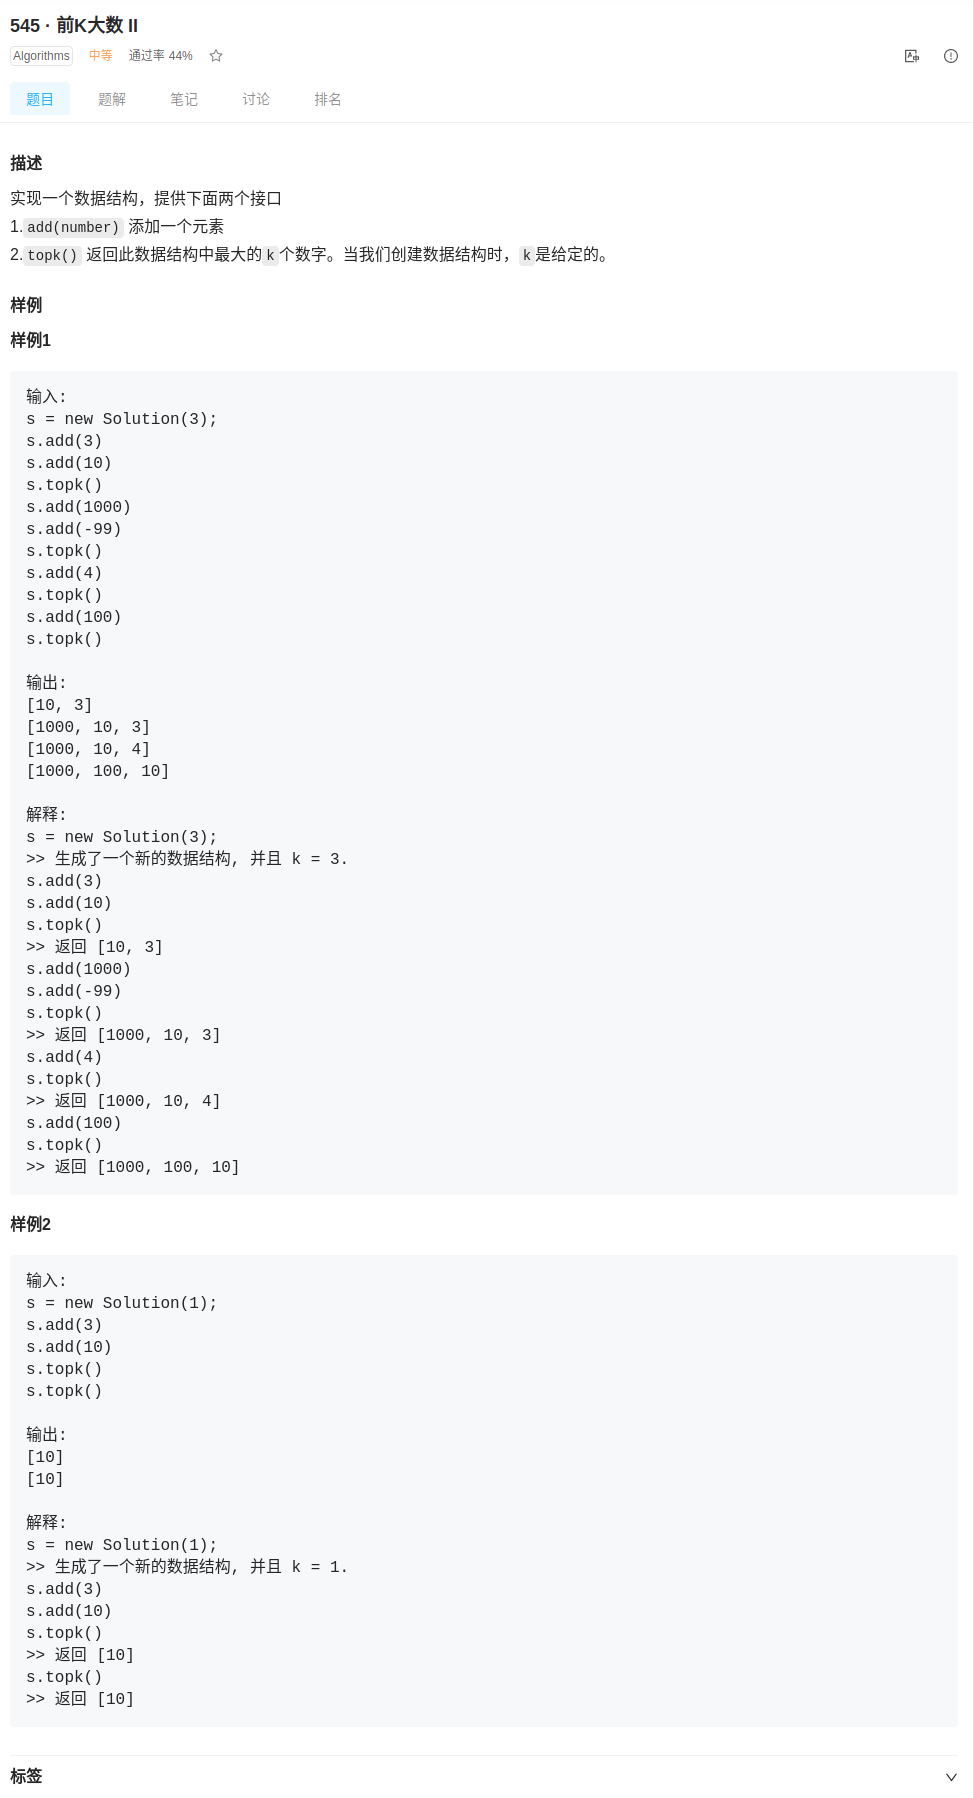 545 · 前K大数 II
Algorithms 中等 通过率 44%
题目 题解 笔记 讨论 排名
描述
实现一个数据结构，提供下面两个接口
1.add(number) 添加一个元素
2.topk() 返回此数据结构中最大的k个数字。当我们创建数据结构时，k是给定的。
样例
样例1
输入:
s = new Solution(3);
s.add(3)
s.add(10)
s.topk()
s.add(1000)
s.add(-99)
s.topk()
s.add(4)
s.topk()
s.add(100)
s.topk()
输出:
[10, 3]
[1000, 10, 3]
[1000, 10, 4]
[1000, 100, 10]
解释:
s = new Solution(3);
>> 生成了一个新的数据结构, 并且 k = 3.
s.add(3)
s.add(10)
s.topk()
>> 返回 [10, 3]
s.add(1000)
s.add(-99)
s.topk()
>> 返回 [1000, 10, 3]
s.add(4)
s.topk()
>> 返回 [1000, 10, 4]
s.add(100)
s.topk()
>> 返回 [1000, 100, 10]
样例2
输入:
s = new Solution(1);
s.add(3)
s.add(10)
s.topk()
s.topk()
输出:
[10]
[10]
解释:
s = new Solution(1);
>> 生成了一个新的数据结构, 并且 k = 1.
s.add(3)
s.add(10)
s.topk()
>> 返回 [10]
s.topk()
>> 返回 [10]
标签